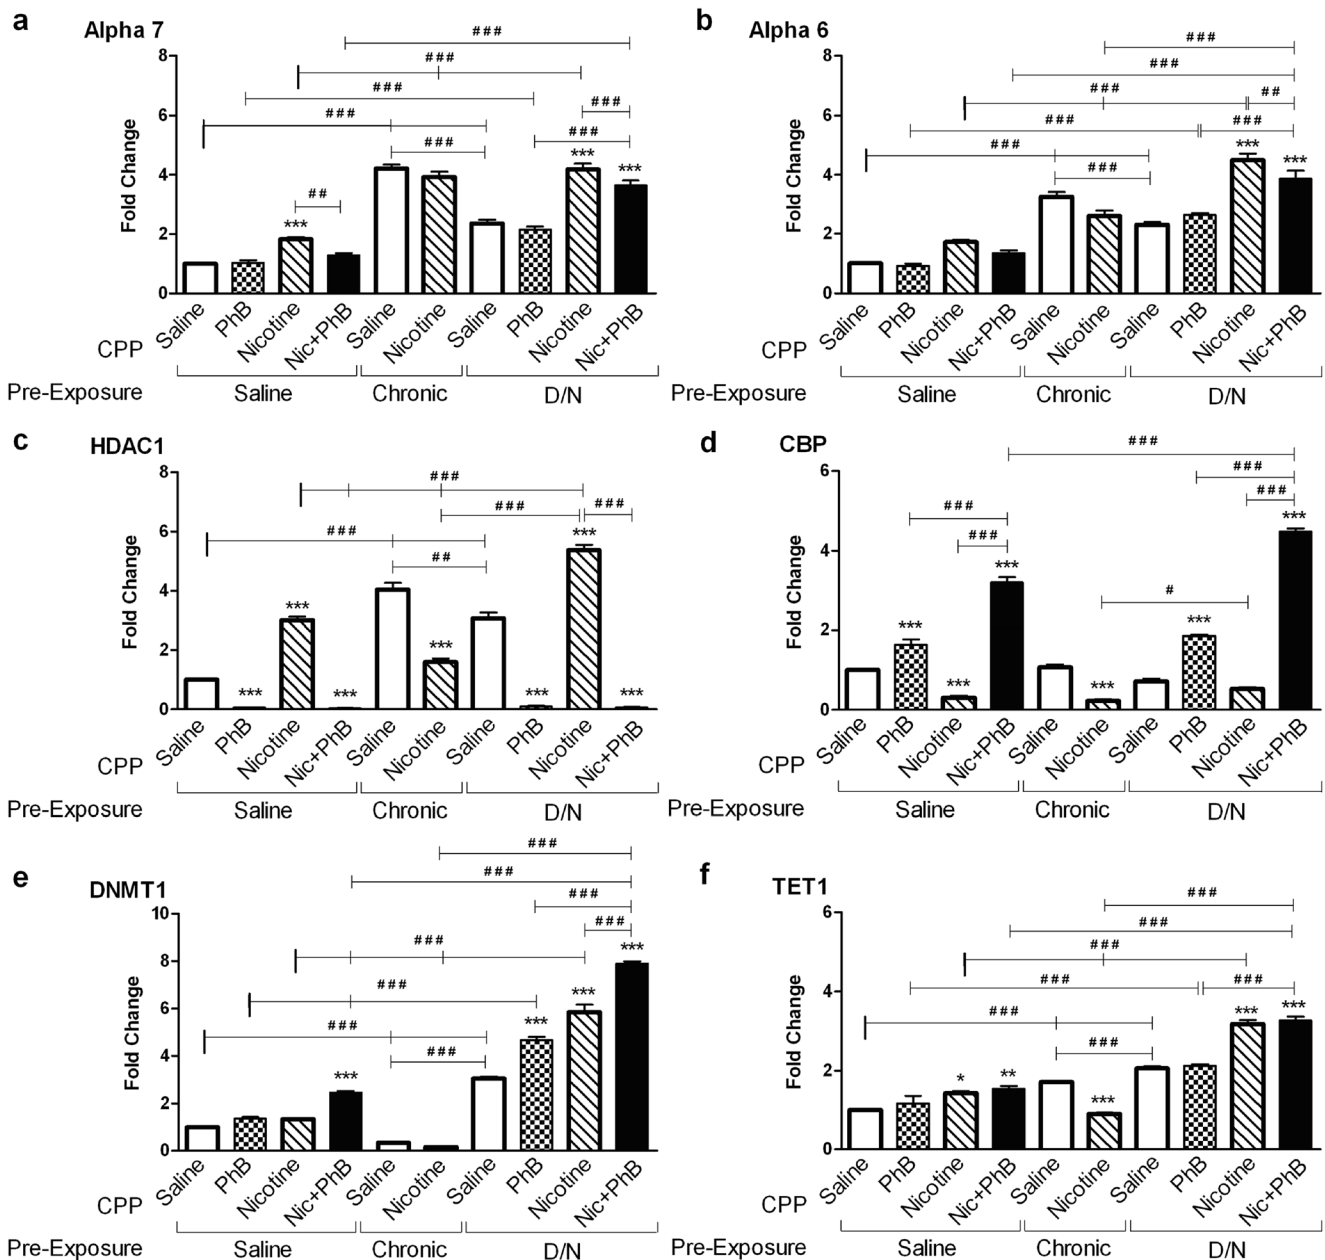 a
Alpha 7
Fold Change
8
6
4
2
0
###
###
###
###
###
###
###
##
***
***
***
Saline PhB Nicotine Nic+PhB Saline Nicotine Saline PhB Nicotine Nic+PhB
CPP
Pre-Exposure Saline Chronic D/N
b
Alpha 6
Fold Change
8
6
4
2
0
###
###
###
##
###
###
###
###
***
***
Saline PhB Nicotine Nic+PhB Saline Nicotine Saline PhB Nicotine Nic+PhB
CPP
Pre-Exposure Saline Chronic D/N
c
HDAC1
Fold Change
8
6
4
2
0
###
###
###
###
##
***
***
***
***
***
***
***
Saline PhB Nicotine Nic+PhB Saline Nicotine Saline PhB Nicotine Nic+PhB
CPP
Pre-Exposure Saline Chronic D/N
d
CBP
Fold Change
6
4
2
0
###
###
###
###
###
#
***
***
***
***
***
***
Saline PhB Nicotine Nic+PhB Saline Nicotine Saline PhB Nicotine Nic+PhB
CPP
Pre-Exposure Saline Chronic D/N
e
DNMT1
Fold Change
10
8
6
4
2
0
###
###
###
###
###
###
###
###
***
***
***
***
Saline PhB Nicotine Nic+PhB Saline Nicotine Saline PhB Nicotine Nic+PhB
CPP
Pre-Exposure Saline Chronic D/N
f
TET1
Fold Change
6
4
2
0
###
###
###
###
###
###
###
*
**
***
***
***
Saline PhB Nicotine Nic+PhB Saline Nicotine Saline PhB Nicotine Nic+PhB
CPP
Pre-Exposure Saline Chronic D/N